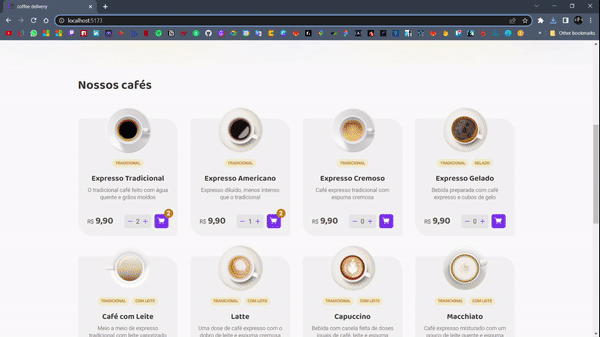 coffee delivery
localhost:5173
Other bookmarks
Nossos cafés
TRADICIONAL
Expresso Tradicional
O tradicional café feito com água
quente e grãos moídos
R$ 9,90
2
2
TRADICIONAL
Expresso Americano
Expresso diluído, menos intenso
que o tradicional
R$ 9,90
1
2
TRADICIONAL
Expresso Cremoso
Café expresso tradicional com
espuma cremosa
R$ 9,90
0
TRADICIONAL GELADO
Expresso Gelado
Bebida preparada com café
expresso e cubos de gelo
R$ 9,90
0
TRADICIONAL COM LEITE
Café com Leite
Meio a meio de expresso
tradicional com leite vaporizado
TRADICIONAL COM LEITE
Latte
Uma dose de café expresso com o
dobro de leite e espuma cremosa
TRADICIONAL COM LEITE
Capuccino
Bebida com canela feita de doses
iguais de café, leite e espuma
TRADICIONAL COM LEITE
Macchiato
Café expresso misturado com um
pouco de leite quente e espuma